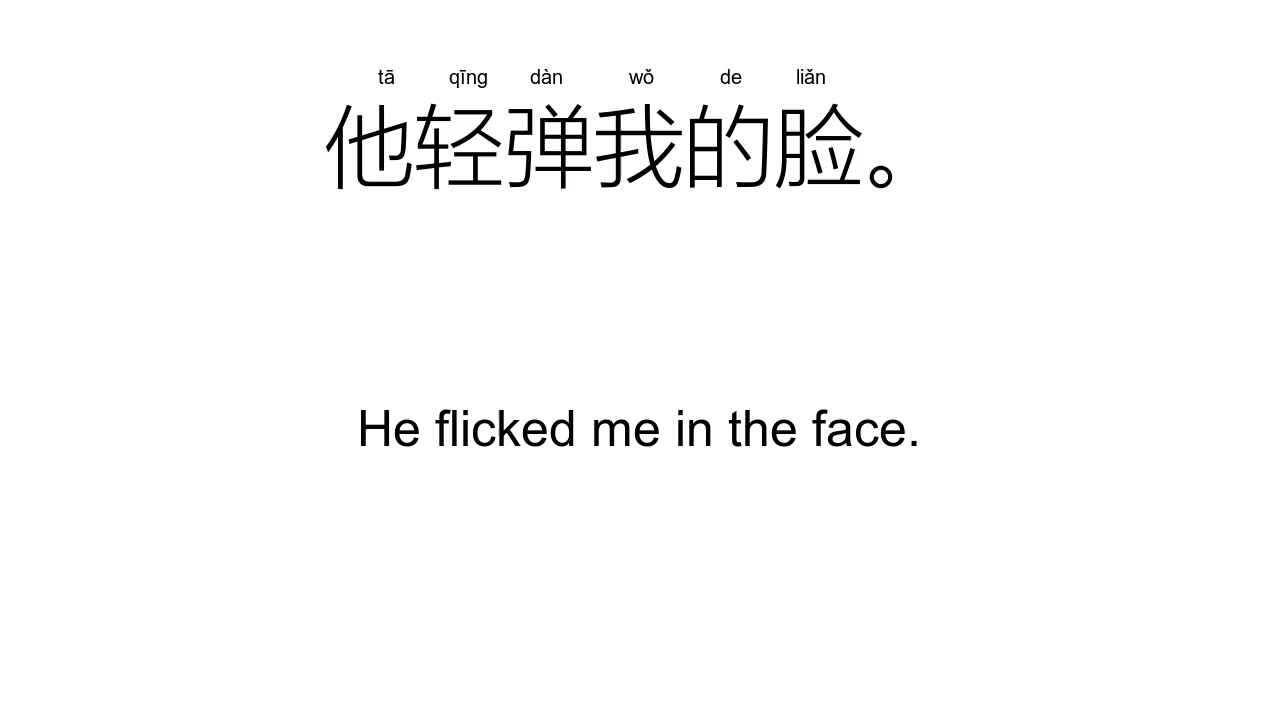 tā qīng dàn wǒ de liǎn
他轻弹我的脸。
He flicked me in the face.